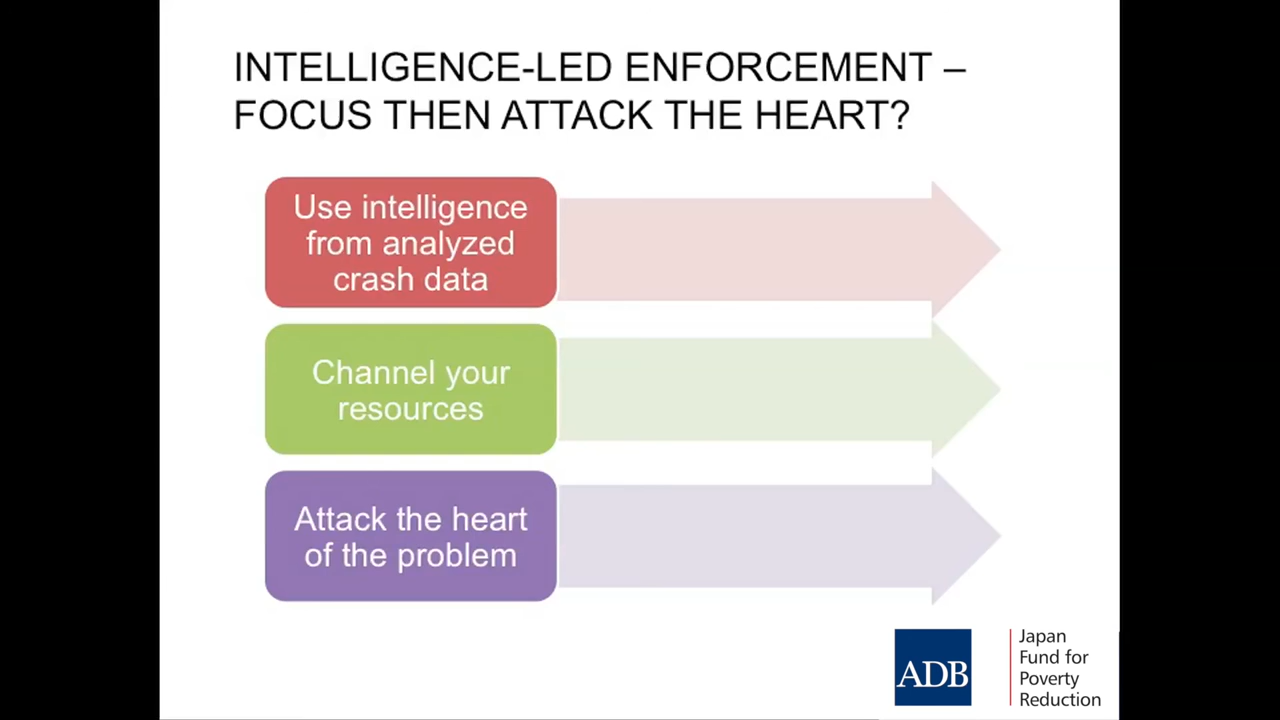 INTELLIGENCE-LED ENFORCEMENT –
FOCUS THEN ATTACK THE HEART?
Use intelligence
from analyzed
crash data
Channel your
resources
Attack the heart
of the problem
ADB
Japan
Fund for
Poverty
Reduction